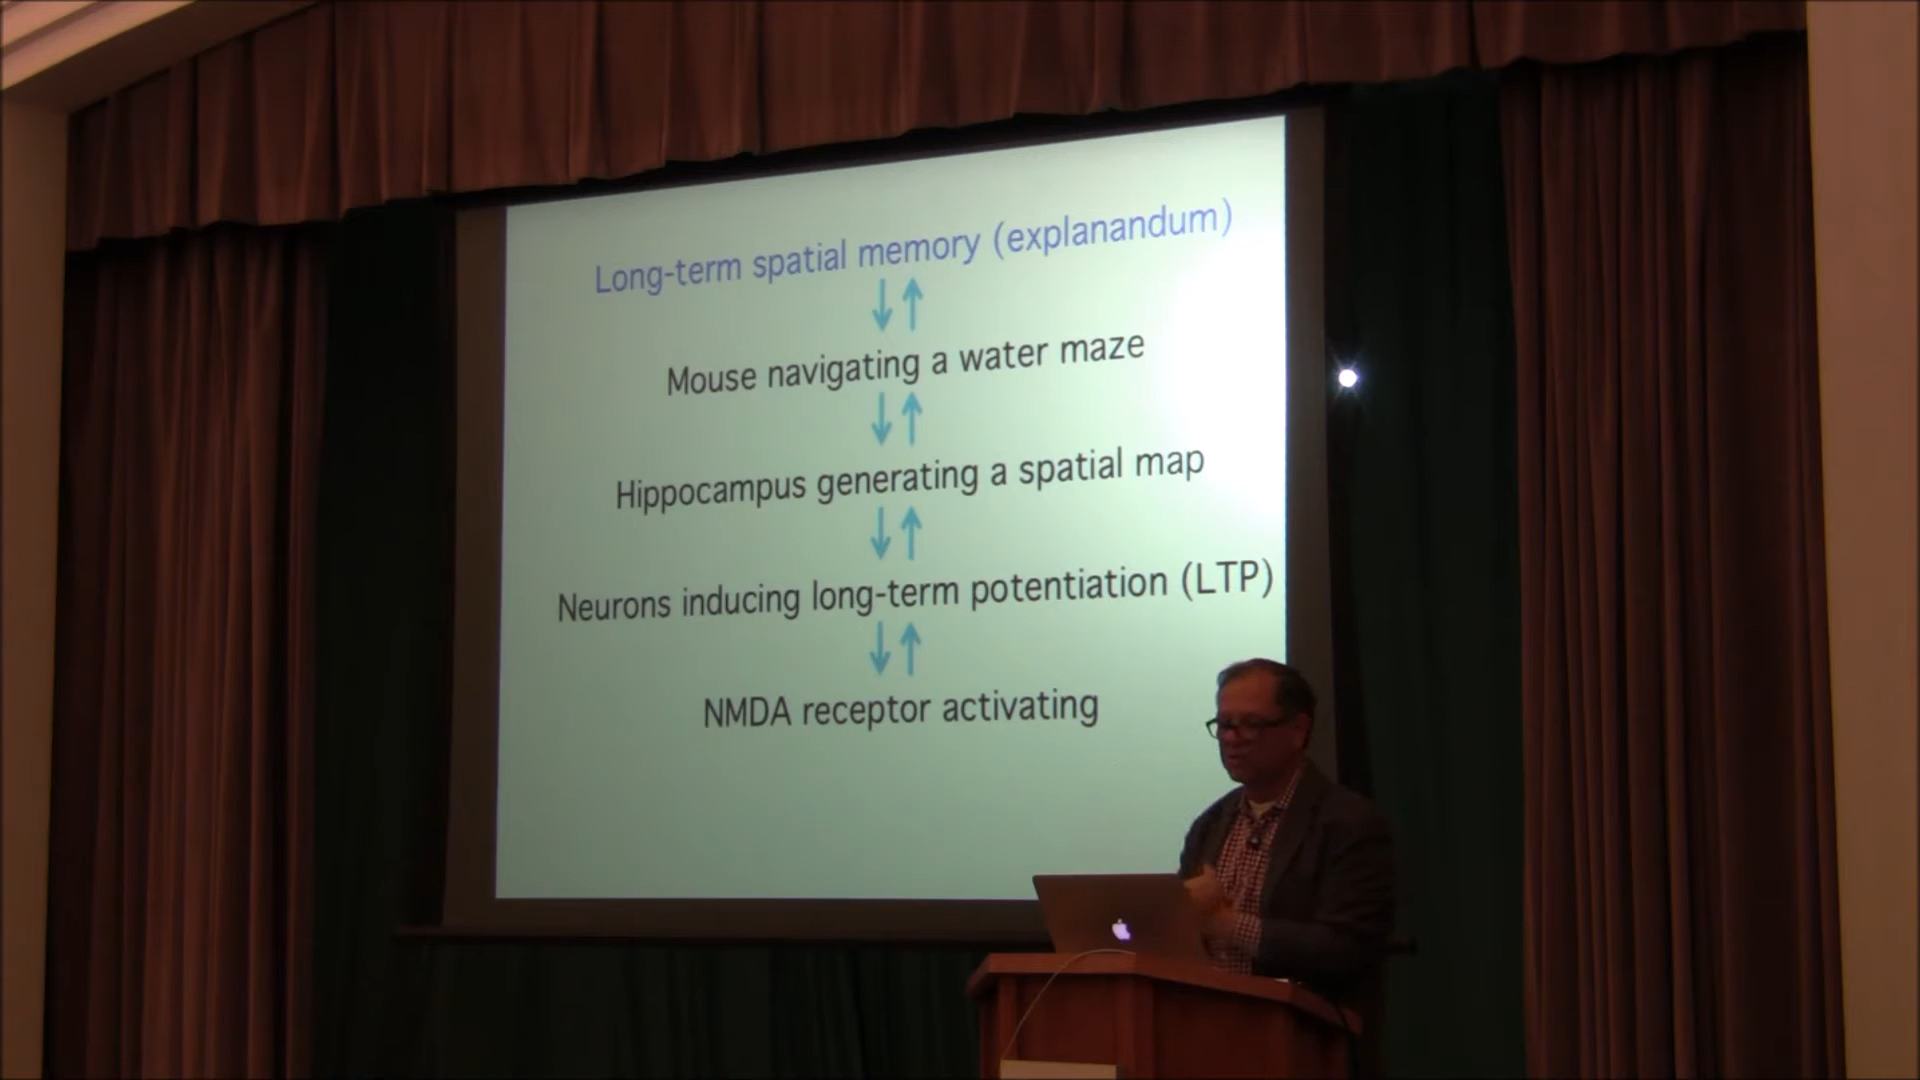 Long-term spatial memory (explanandum)
Mouse navigating a water maze
Hippocampus generating a spatial map
Neurons inducing long-term potentiation (LTP)
NMDA receptor activating